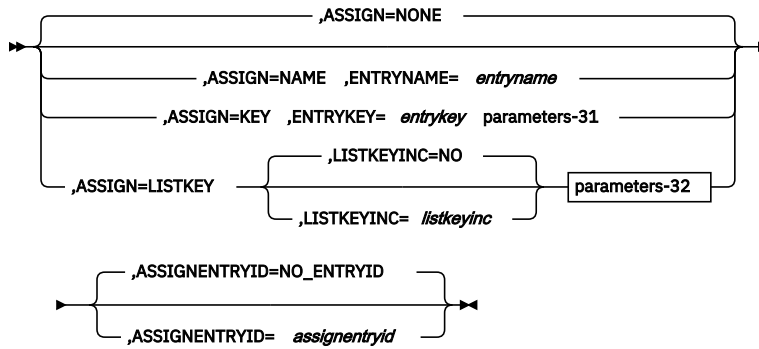 ,ASSIGN=NONE
,ASSIGN=NAME ,ENTRYNAME= entryname
,ASSIGN=KEY ,ENTRYKEY= entrykey parameters-31
,LISTKEYINC=NO
,ASSIGN=LISTKEY parameters-32
,LISTKEYINC= listkeyinc
,ASSIGNENTRYID=NO_ENTRYID
,ASSIGNENTRYID= assignentryid